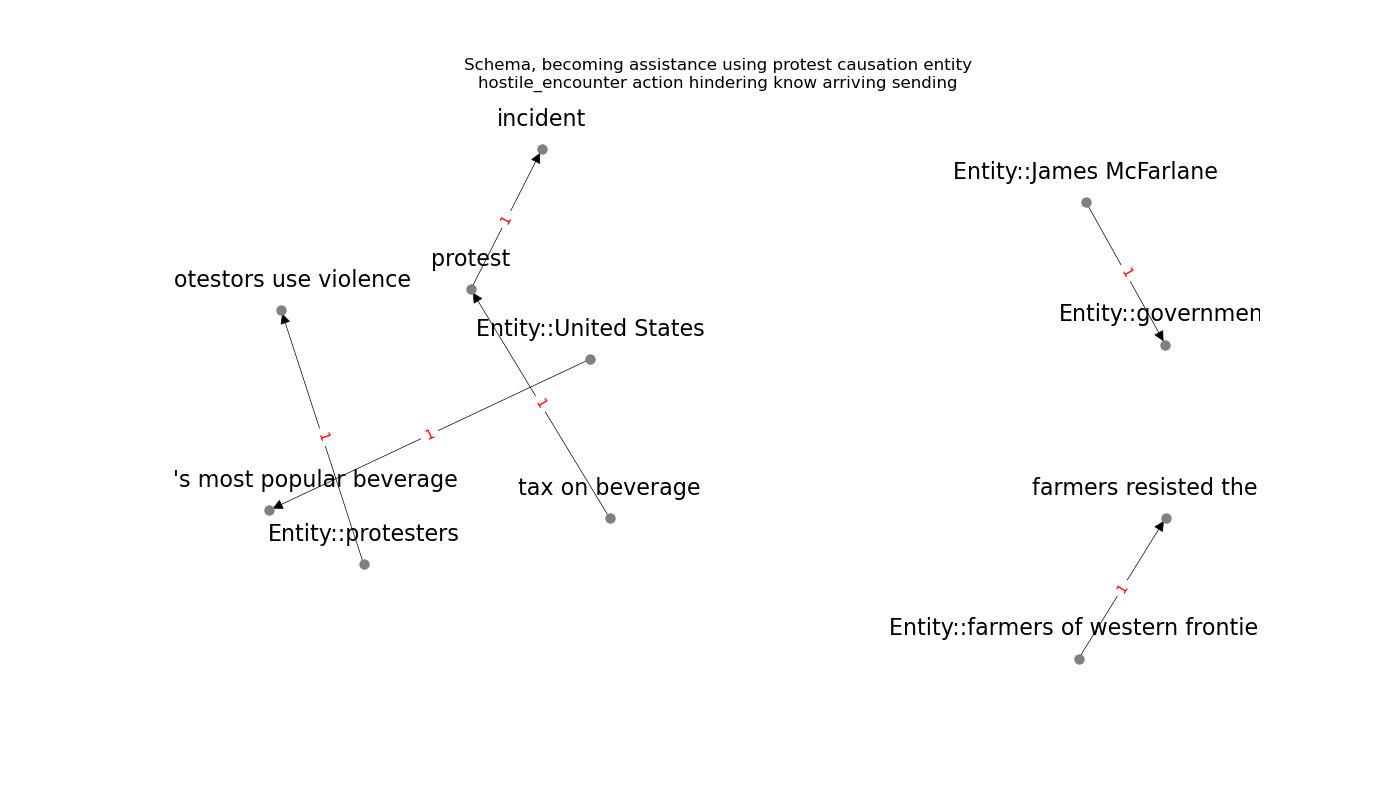 Schema, becoming assistance using protest causation entity
hostile_encounter action hindering know arriving sending
incident
Entity::James McFarlane
1
protest
otestors use violence
1
Entity::governmen
Entity::United States
1
1
1
's most popular beverage
tax on beverage
farmers resisted the
Entity::protesters
1
Entity::farmers of western frontie